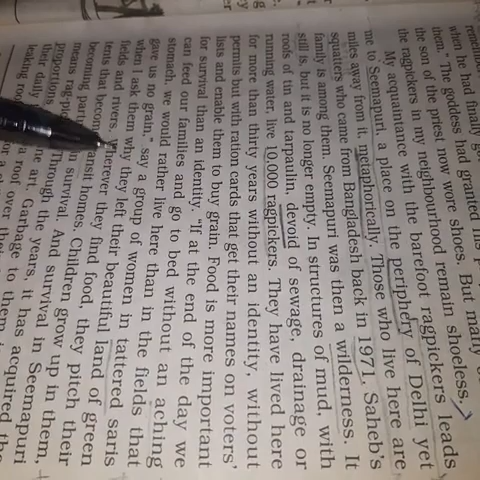 when he had finally
them." The goddess had granted his
the son of the priest now wore shoes. But many
the ragpickers in my neighbourhood remain shoeless.
My acquaintance with the barefoot ragpickers leads
me to Seemapuri, a place on the periphery of Delhi yet
miles away from it, metaphorically. Those who live here are
squatters who came from Bangladesh back in 1971. Saheb's
family is among them. Seemapuri was then a wilderness. It
still is, but it is no longer empty. In structures of mud, with
roofs of tin and tarpaulin, devoid of sewage, drainage or
running water, live 10,000 ragpickers. They have lived here
for more than thirty years without an identity, without
permits but with ration cards that get their names on voters'
lists and enable them to buy grain. Food is more important
for survival than an identity. "If at the end of the day we
can feed our families and go to bed without an aching
stomach, we would rather live here than in the fields that
gave us no grain," say a group of women in tattered saris
when I asked them why they left their beautiful land of green
fields and rivers. Wherever they find food, they pitch their
tents that become transit homes. Children grow up in them,
becoming in survival. And survival in Seemapuri
means Through the years, it has acquired the
proportions art. Garbage to them
their daily a roof over
leaking